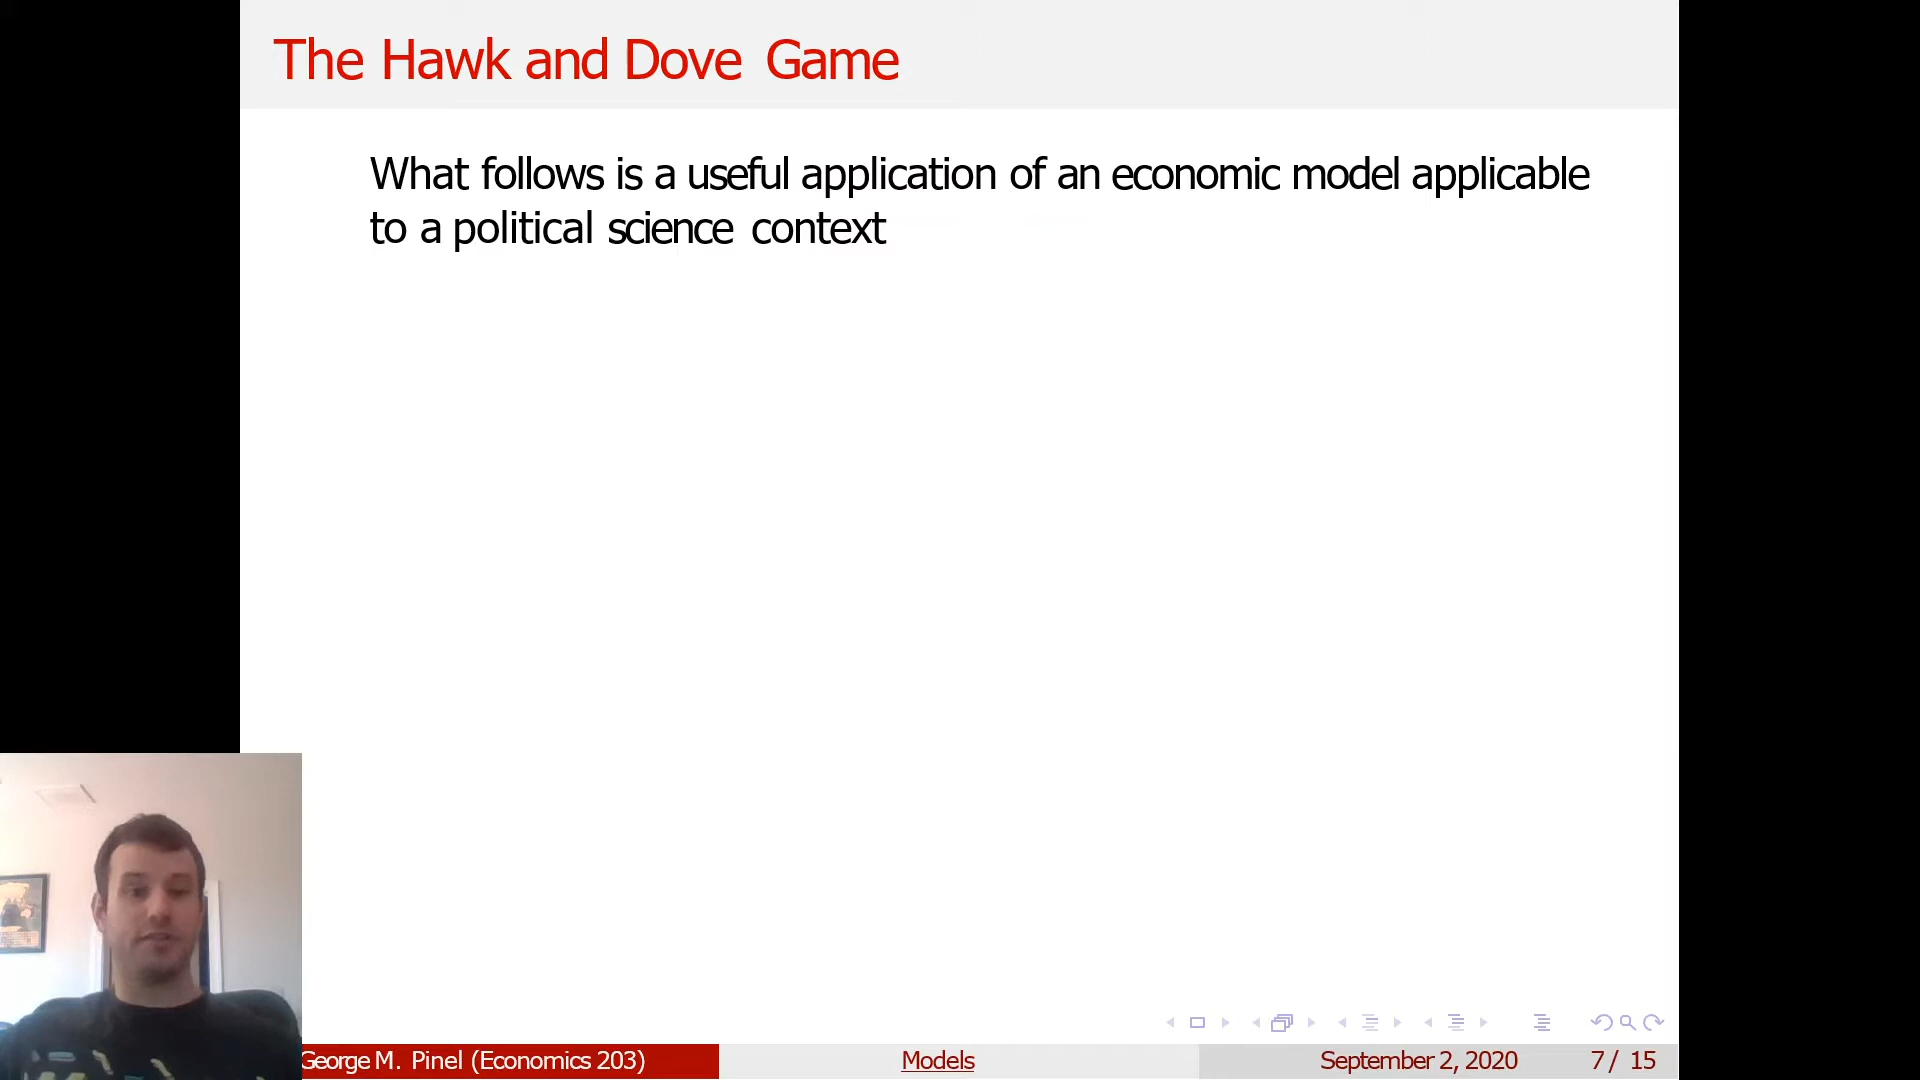 The Hawk and Dove Game
What follows is a useful application of an economic model applicable
to a political science context
George M. Pinel (Economics 203)
Models
September 2, 2020
7 / 15